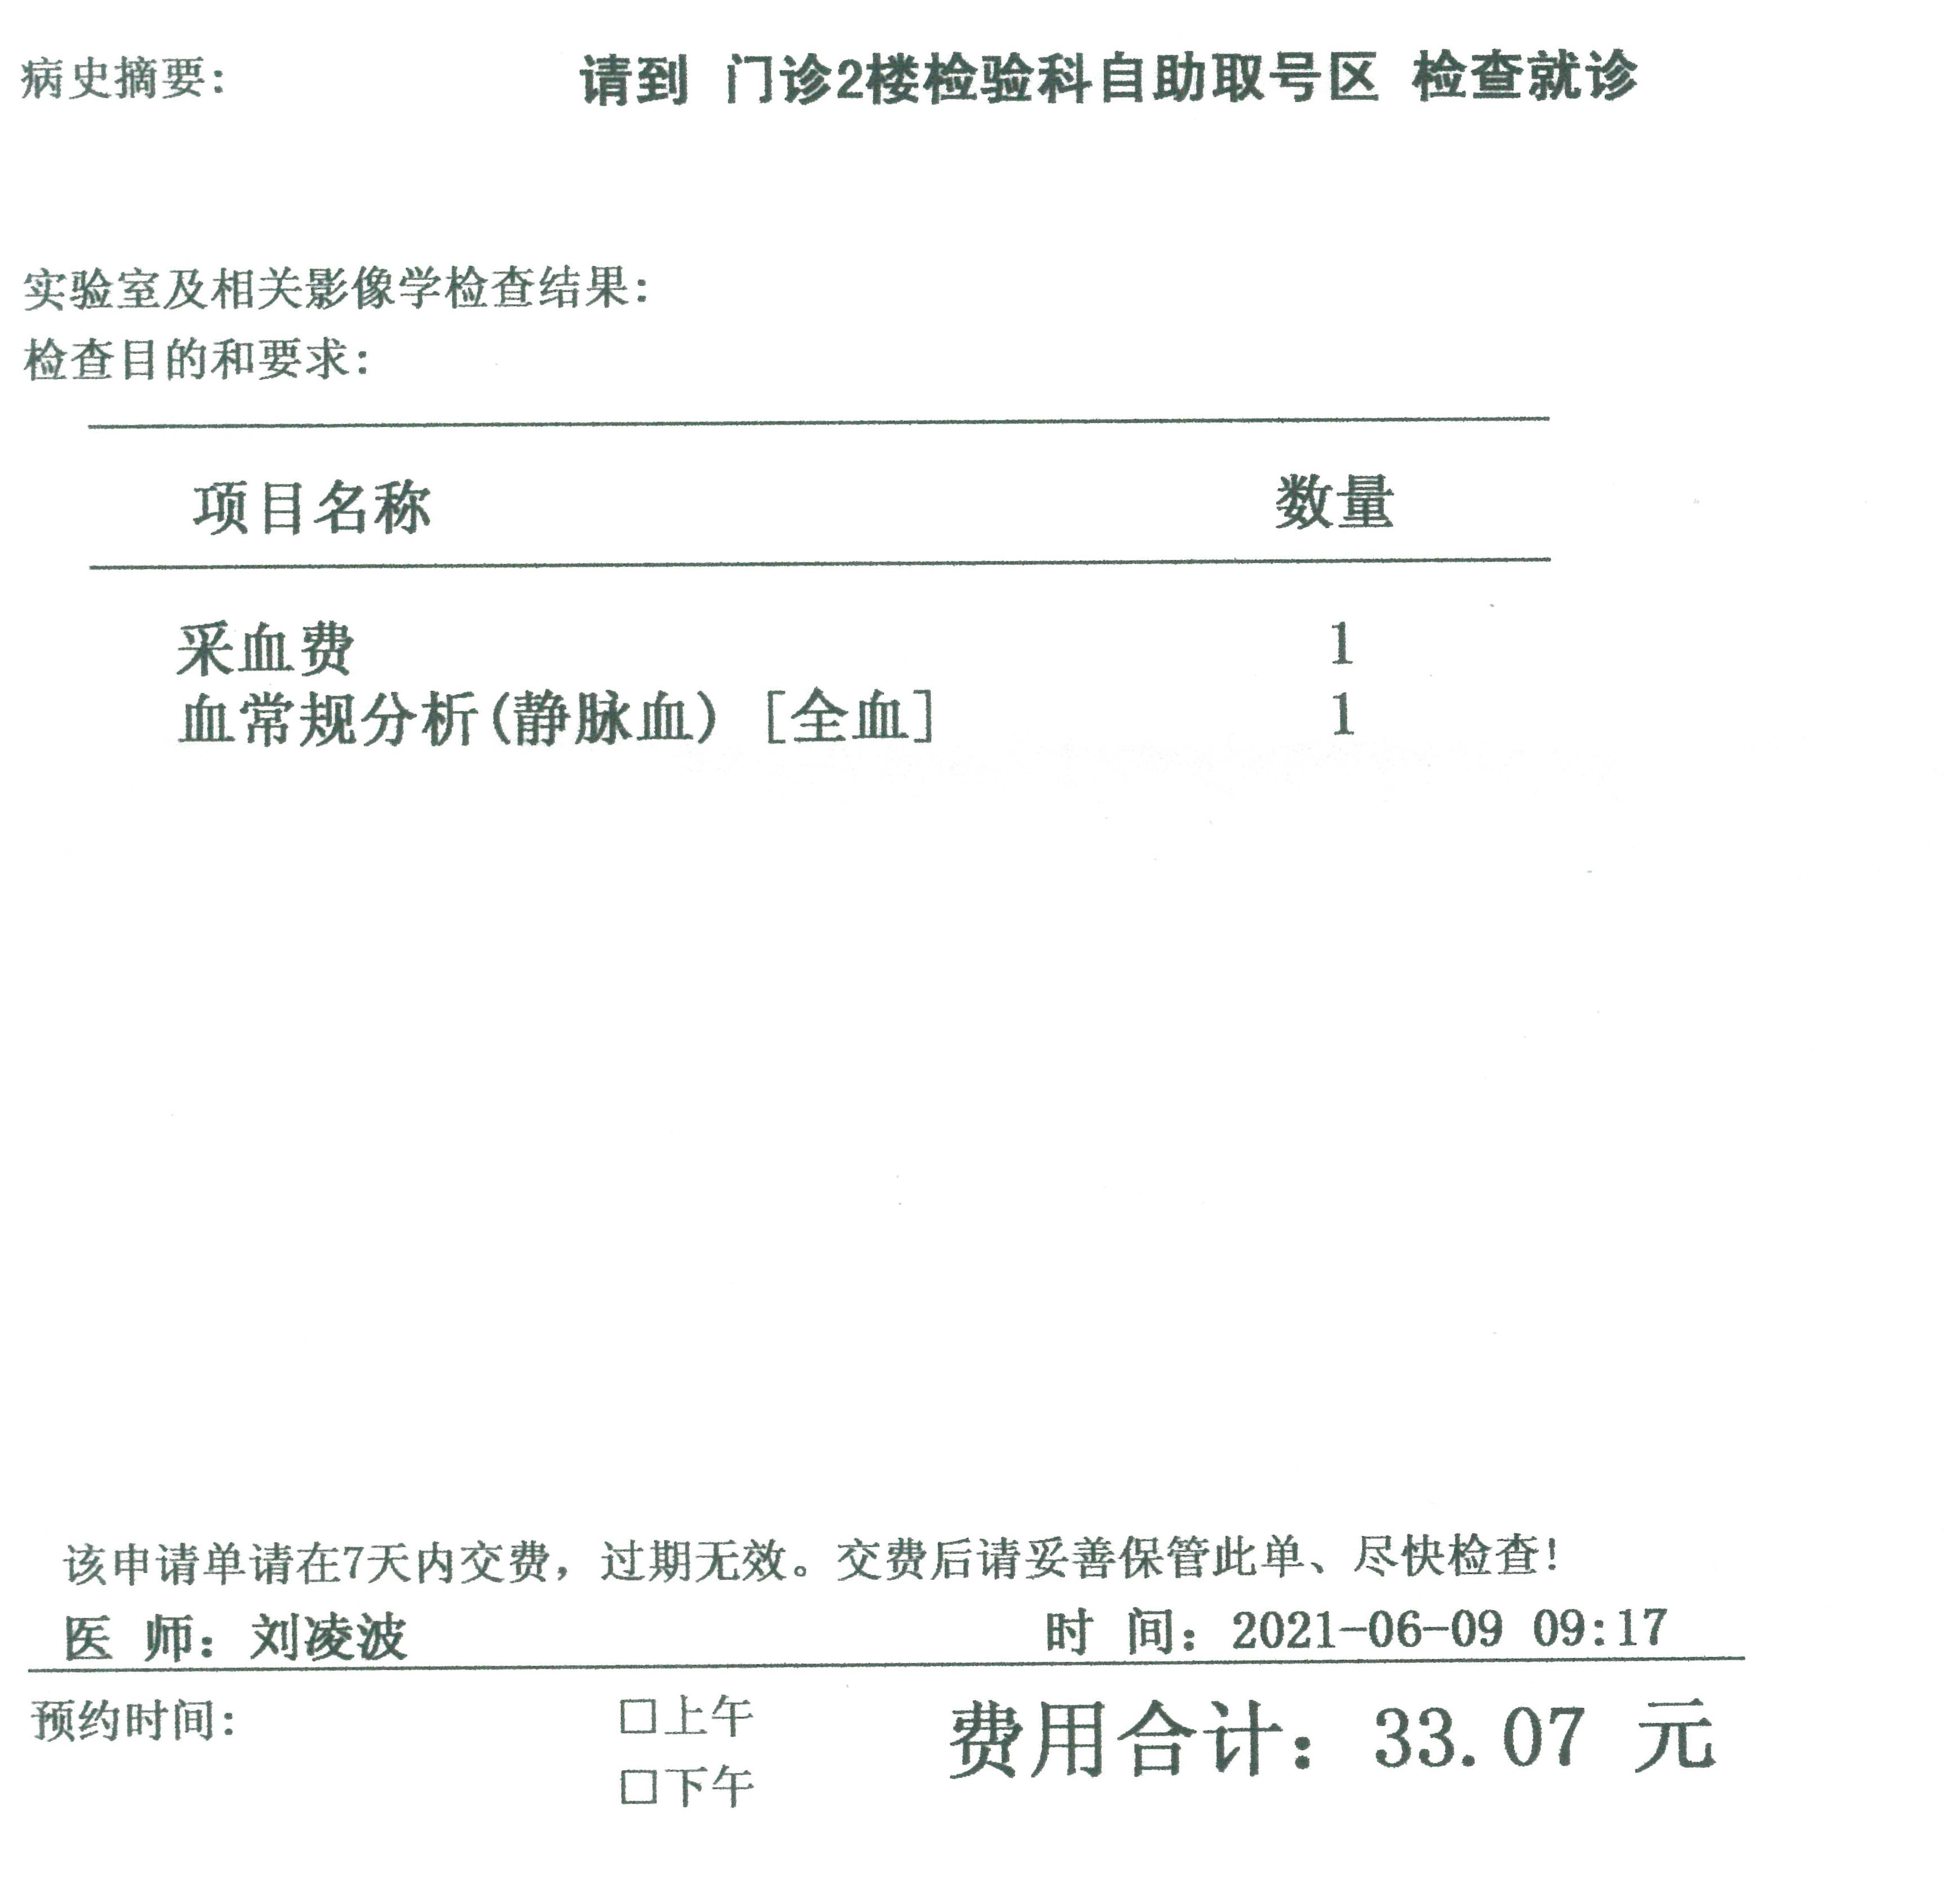 病史摘要: 请到 门诊2楼检验科自助取号区 检查就诊
实验室及相关影像学检查结果:
检查目的和要求:
项目名称 数量
采血费 1
血常规分析(静脉血) [全血] 1
该申请单请在7天内交费，过期无效。交费后请妥善保管此单、尽快检查!
医 师: 刘凌波 时 间: 2021-06-09 09:17
预约时间: □上午 费用合计: 33.07 元
□下午